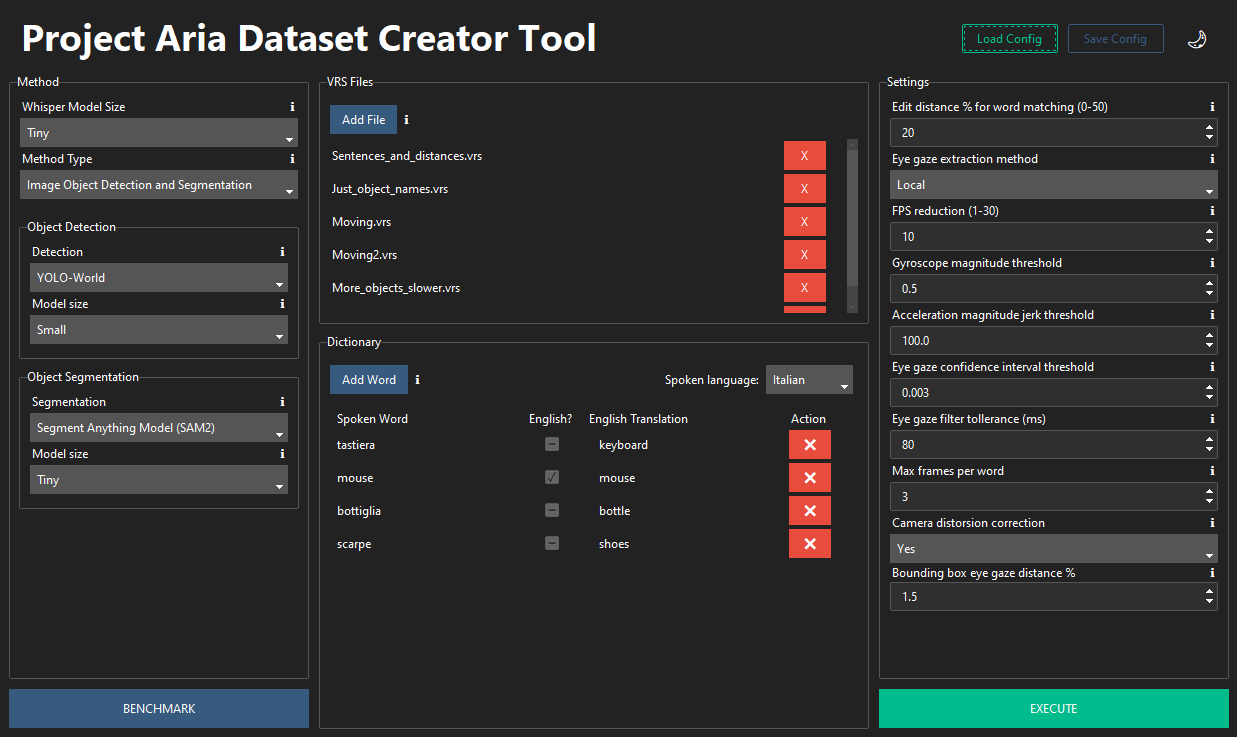 Project Aria Dataset Creator Tool
Load Config
Save Config
Method
Whisper Model Size
Tiny
Method Type
Image Object Detection and Segmentation
Object Detection
Detection
YOLO-World
Model size
Small
Object Segmentation
Segmentation
Segment Anything Model (SAM2)
Model size
Tiny
BENCHMARK
VRS Files
Add File
Sentences_and_distances.vrs X
Just_object_names.vrs X
Moving.vrs X
Moving2.vrs X
More_objects_slower.vrs X
Dictionary
Add Word Spoken language: Italian
Spoken Word English? English Translation Action
tastiera keyboard
mouse mouse
bottiglia bottle
scarpe shoes
Settings
Edit distance % for word matching (0-50)
20
Eye gaze extraction method
Local
FPS reduction (1-30)
10
Gyroscope magnitude threshold
0.5
Acceleration magnitude jerk threshold
100.0
Eye gaze confidence interval threshold
0.003
Eye gaze filter tollerance (ms)
80
Max frames per word
3
Camera distorsion correction
Yes
Bounding box eye gaze distance %
1.5
EXECUTE